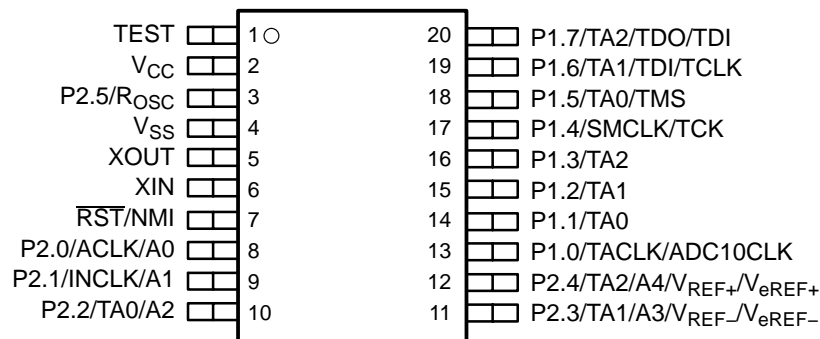 TEST 1 20 P1.7/TA2/TDO/TDI
VCC 2 19 P1.6/TA1/TDI/TCLK
P2.5/ROSC 3 18 P1.5/TA0/TMS
VSS 4 17 P1.4/SMCLK/TCK
XOUT 5 16 P1.3/TA2
XIN 6 15 P1.2/TA1
RST/NMI 7 14 P1.1/TA0
P2.0/ACLK/A0 8 13 P1.0/TACLK/ADC10CLK
P2.1/INCLK/A1 9 12 P2.4/TA2/A4/VREF+/VeREF+
P2.2/TA0/A2 10 11 P2.3/TA1/A3/VREF−/VeREF−